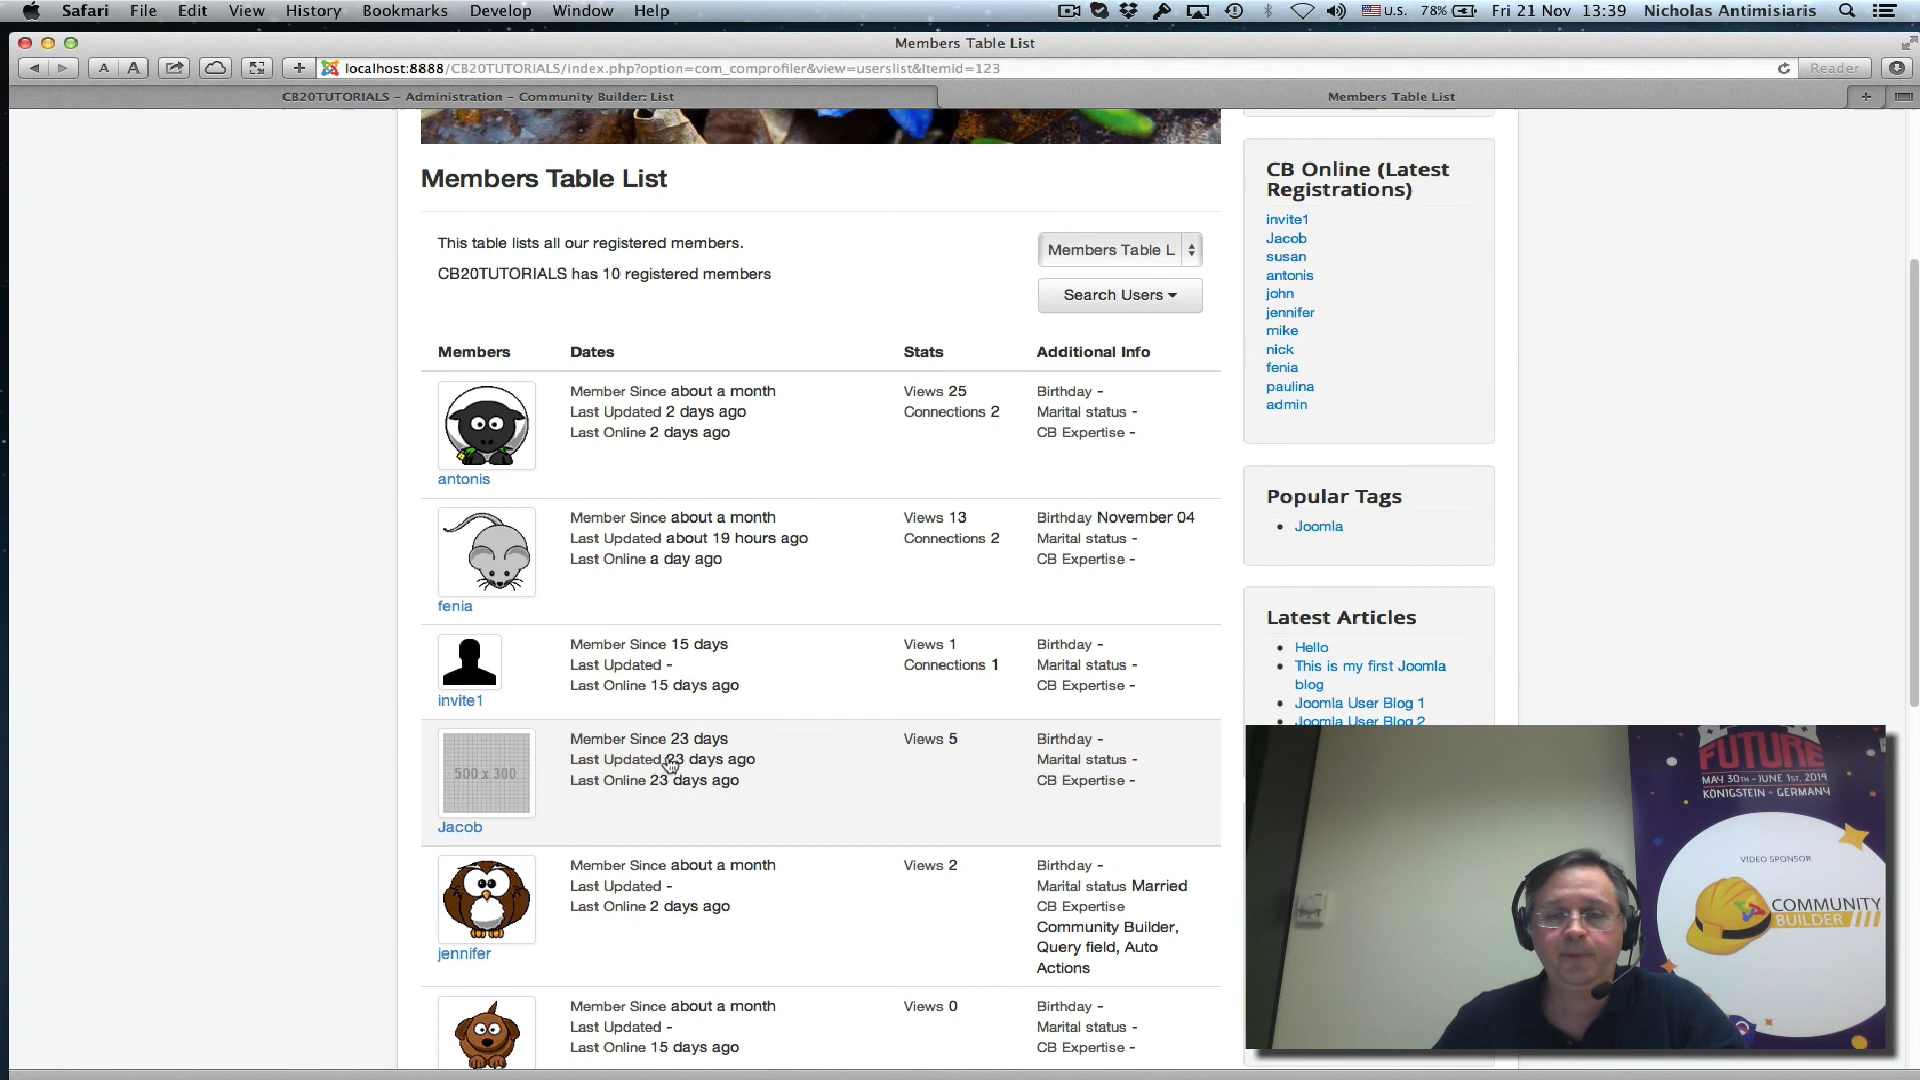 Safari File Edit View History Bookmarks Develop Window Help
U.S. 78% Fri 21 Nov 13:39 Nicholas Antimisiaris
Members Table List
A A
localhost:8888/CB20TUTORIALS/index.php?option=com_comprofiler&view=userslist&Itemid=123
Reader
CB20TUTORIALS – Administration – Community Builder: List
Members Table List
Members Table List
This table lists all our registered members.
CB20TUTORIALS has 10 registered members
Members Table L
Search Users
Members Dates Stats Additional Info
Member Since about a month Views 25 Birthday -
Last Updated 2 days ago Connections 2 Marital status -
Last Online 2 days ago CB Expertise -
antonis
Member Since about a month Views 13 Birthday November 04
Last Updated about 19 hours ago Connections 2 Marital status -
Last Online a day ago CB Expertise -
fenia
Member Since 15 days Views 1 Birthday -
Last Updated - Connections 1 Marital status -
Last Online 15 days ago CB Expertise -
invite1
Member Since 23 days Views 5 Birthday -
Last Updated 23 days ago Marital status -
Last Online 23 days ago CB Expertise -
500 x 300
Jacob
Member Since about a month Views 2 Birthday -
Last Updated - Marital status Married
Last Online 2 days ago CB Expertise
Community Builder,
Query field, Auto
Actions
jennifer
Member Since about a month Views 0 Birthday -
Last Updated - Marital status -
Last Online 15 days ago CB Expertise -
CB Online (Latest
Registrations)
invite1
Jacob
susan
antonis
john
jennifer
mike
nick
fenia
paulina
admin
Popular Tags
Joomla
Latest Articles
Hello
This is my first Joomla
blog
Joomla User Blog 1
Joomla User Blog 2
FUTURE
MAY 30TH - JUNE 1ST, 2014
KÖNIGSTEIN + GERMANY
VIDEO SPONSOR
COMMUNITY
BUILDER